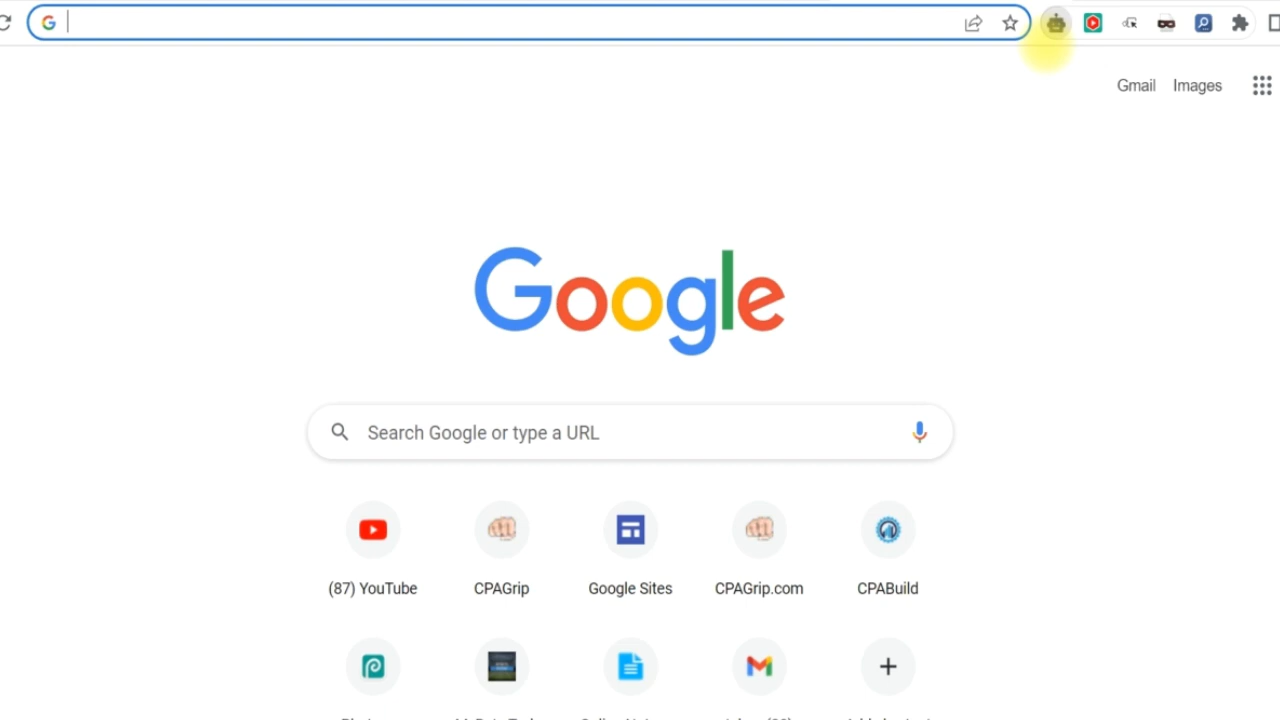 Gmail Images
Google
Search Google or type a URL
(87) YouTube CPAGrip Google Sites CPAGrip.com CPABuild